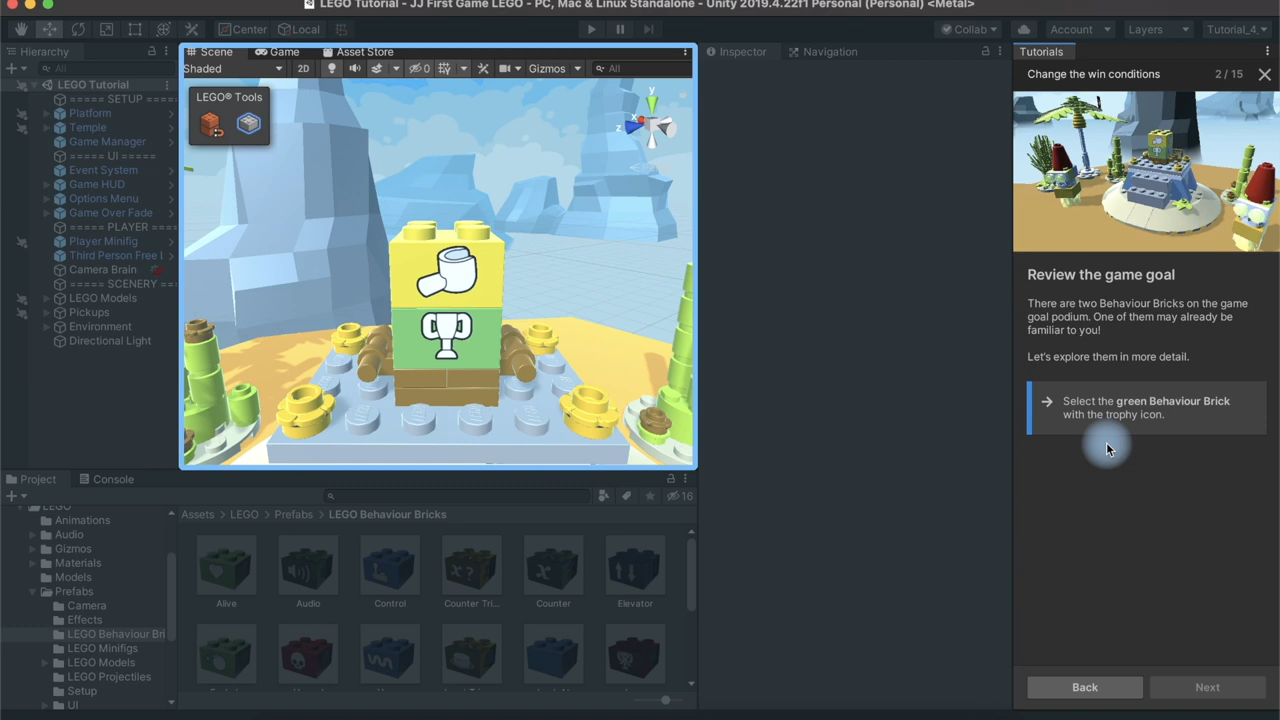 LEGO Tutorial - JJ First Game LEGO - PC, Mac & Linux Standalone - Unity 2019.4.22f1 Personal (Personal) <Metal>
Center
Local
Collab
Account
Layers
Tutorial_4
Hierarchy
All
LEGO Tutorial
===== SETUP ====
Platform
Temple
Game Manager
===== UI =====
Event System
Game HUD
Options Menu
Game Over Fade
===== PLAYER ==
Player Minifig
Third Person Free
Camera Brain
===== SCENERY ==
LEGO Models
Pickups
Environment
Directional Light
Scene
Game
Asset Store
Shaded
2D
0
Gizmos
All
LEGO® Tools
y
x
z
Inspector
Navigation
Tutorials
Change the win conditions
2 / 15
Review the game goal
There are two Behaviour Bricks on the game
goal podium. One of them may already be
familiar to you!
Let's explore them in more detail.
Select the green Behaviour Brick
with the trophy icon.
Back
Next
Project
Console
16
LEGO
Animations
Audio
Gizmos
Materials
Models
Prefabs
Camera
Effects
LEGO Behaviour Bri
LEGO Minifigs
LEGO Models
LEGO Projectiles
Setup
UI
Assets > LEGO > Prefabs > LEGO Behaviour Bricks
Alive
Audio
Control
Counter Tri...
Counter
Elevator